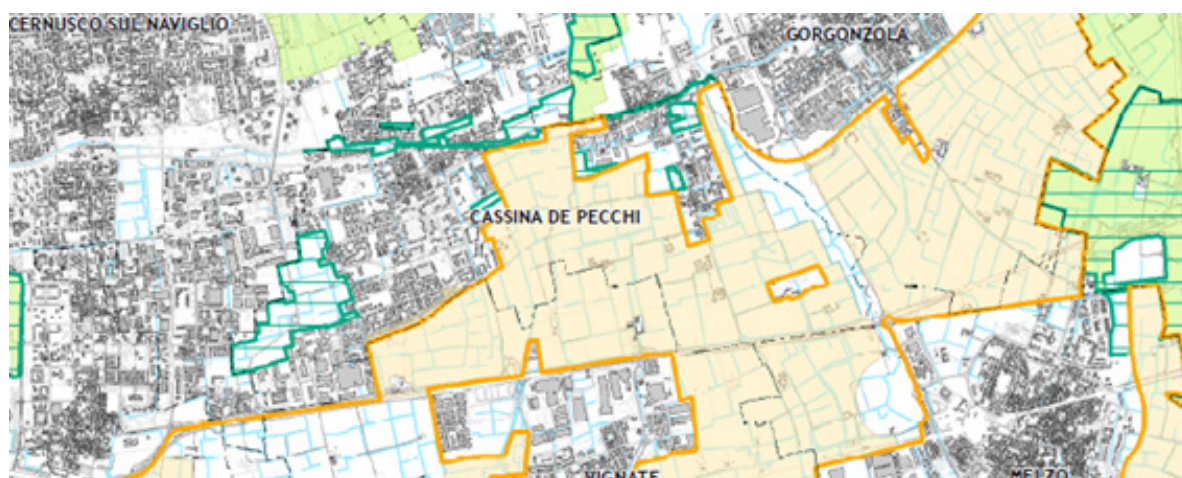 CERNUSCO SUL NAVIGLIO
GORGONZOLA
CASSINA DE PECCHI
VIGNATE
MELZO